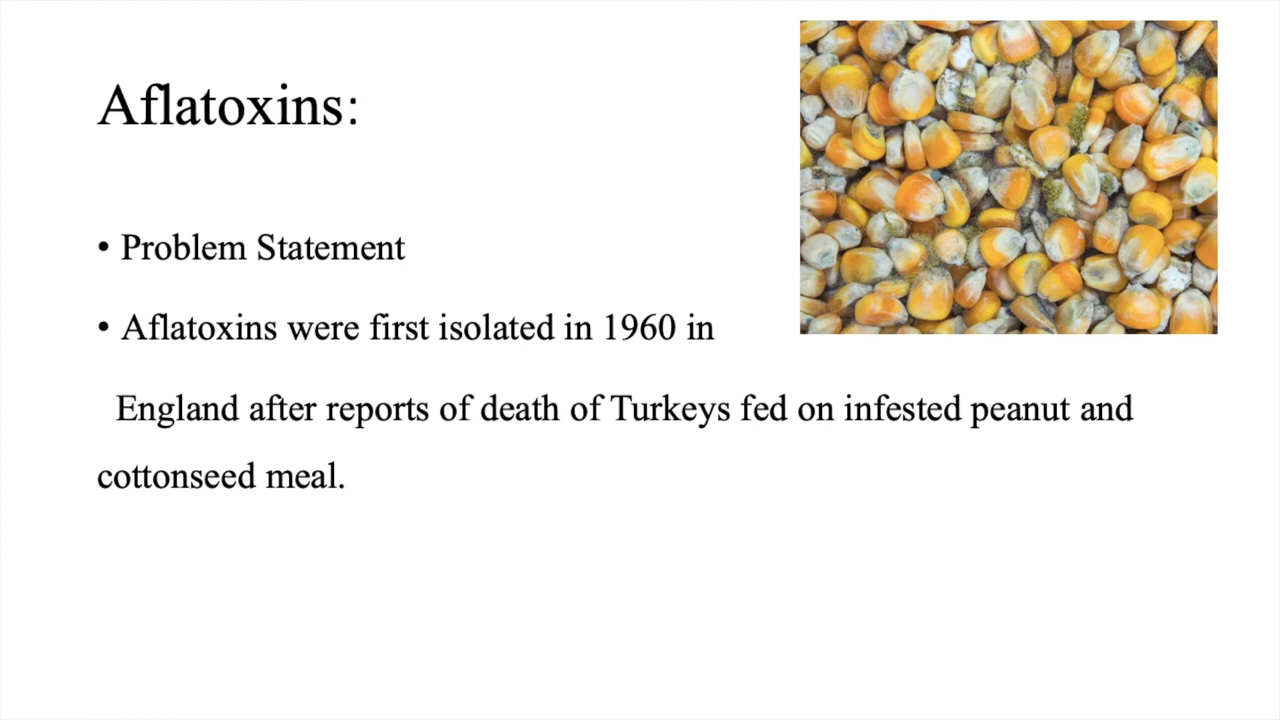 Aflatoxins:
• Problem Statement
• Aflatoxins were first isolated in 1960 in
England after reports of death of Turkeys fed on infested peanut and
cottonseed meal.